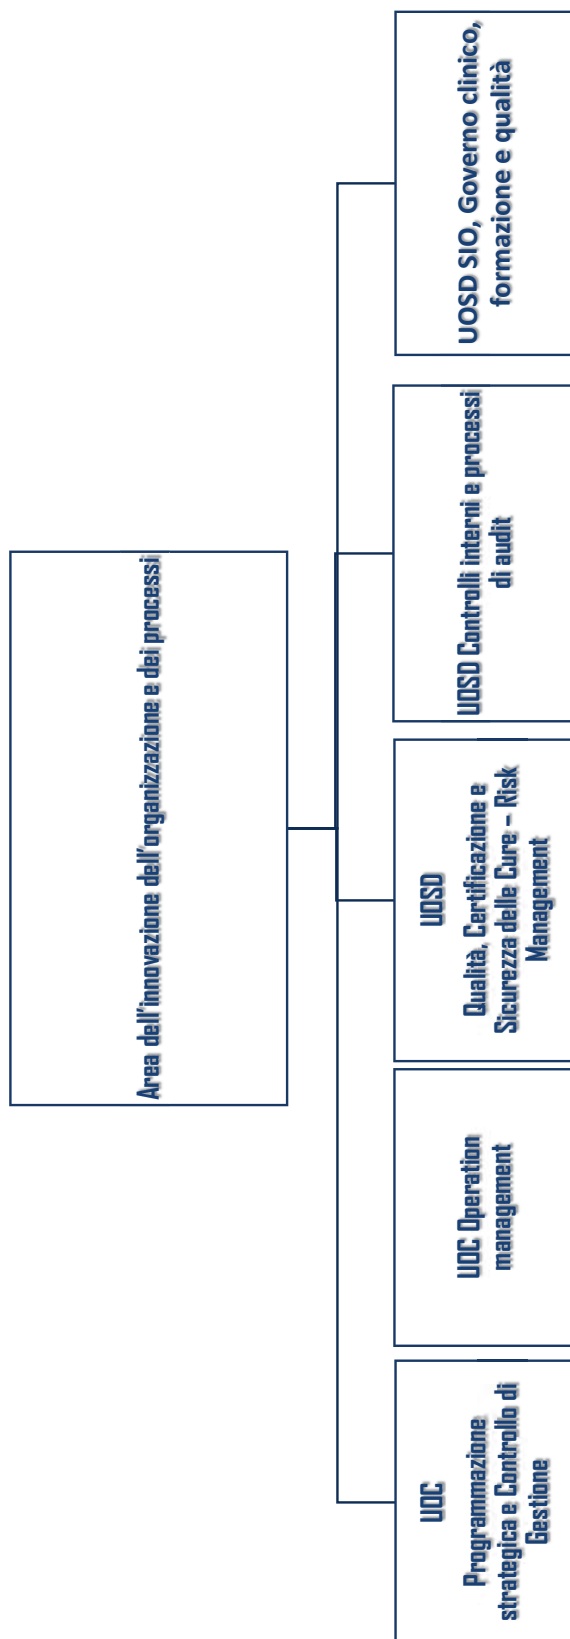 Area dell'innovazione dell'organizzazione e dei processi
UOC
Programmazione
strategica e Controllo di
Gestione
UOC Operation
management
UOSD
Qualità, Certificazione e
Sicurezza delle Cure – Risk
Management
UOSD Controlli interni e processi
di audit
UOSD SIO, Governo clinico,
formazione e qualità